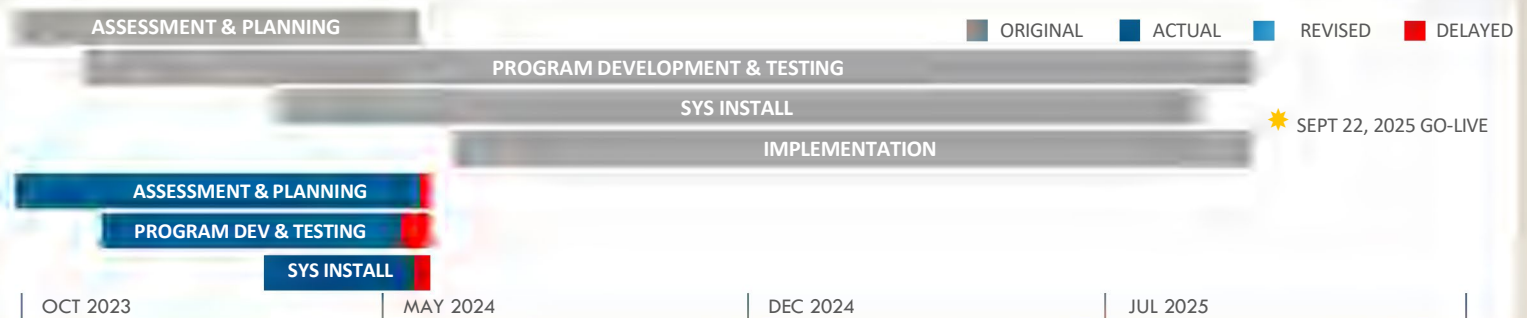 ASSESSMENT & PLANNING
ORIGINAL ACTUAL REVISED DELAYED
PROGRAM DEVELOPMENT & TESTING
SYS INSTALL
SEPT 22, 2025 GO-LIVE
IMPLEMENTATION
ASSESSMENT & PLANNING
PROGRAM DEV & TESTING
SYS INSTALL
OCT 2023 MAY 2024 DEC 2024 JUL 2025